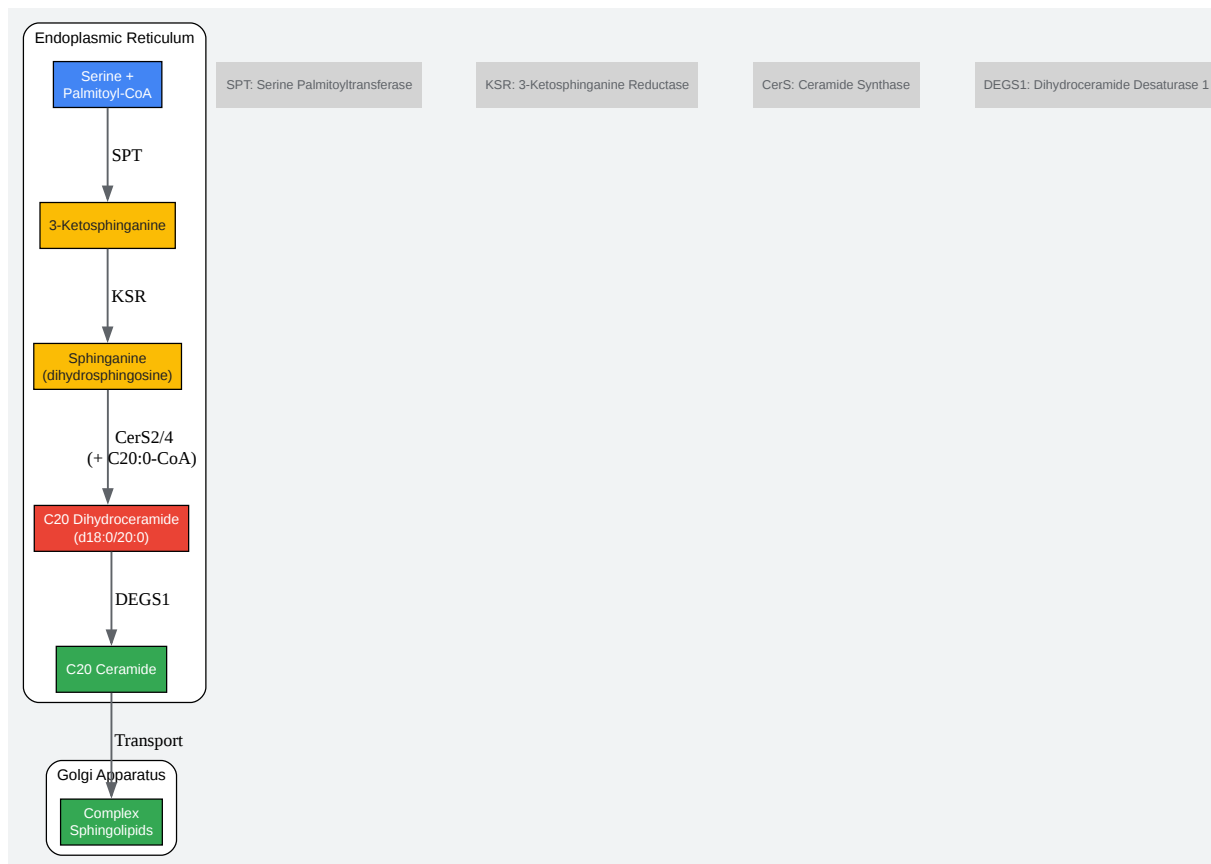 Endoplasmic Reticulum
Serine +
Palmitoyl-CoA
SPT: Serine Palmitoyltransferase
KSR: 3-Ketosphinganine Reductase
CerS: Ceramide Synthase
DEGS1: Dihydroceramide Desaturase 1
SPT
3-Ketosphinganine
KSR
Sphinganine
(dihydrosphingosine)
CerS2/4
(+ C20:0-CoA)
C20 Dihydroceramide
(d18:0/20:0)
DEGS1
C20 Ceramide
Transport
Golgi Apparatus
Complex
Sphingolipids